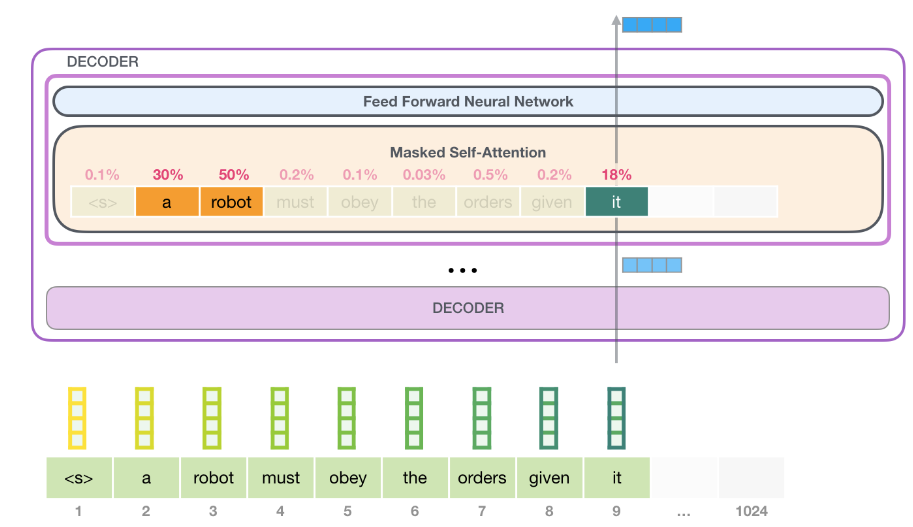 DECODER
Feed Forward Neural Network
Masked Self-Attention
0.1% 30% 50% 0.2% 0.1% 0.03% 0.5% 0.2% 18%
<s> a robot must obey the orders given it
...
DECODER
<s> a robot must obey the orders given it
1 2 3 4 5 6 7 8 9 ... 1024